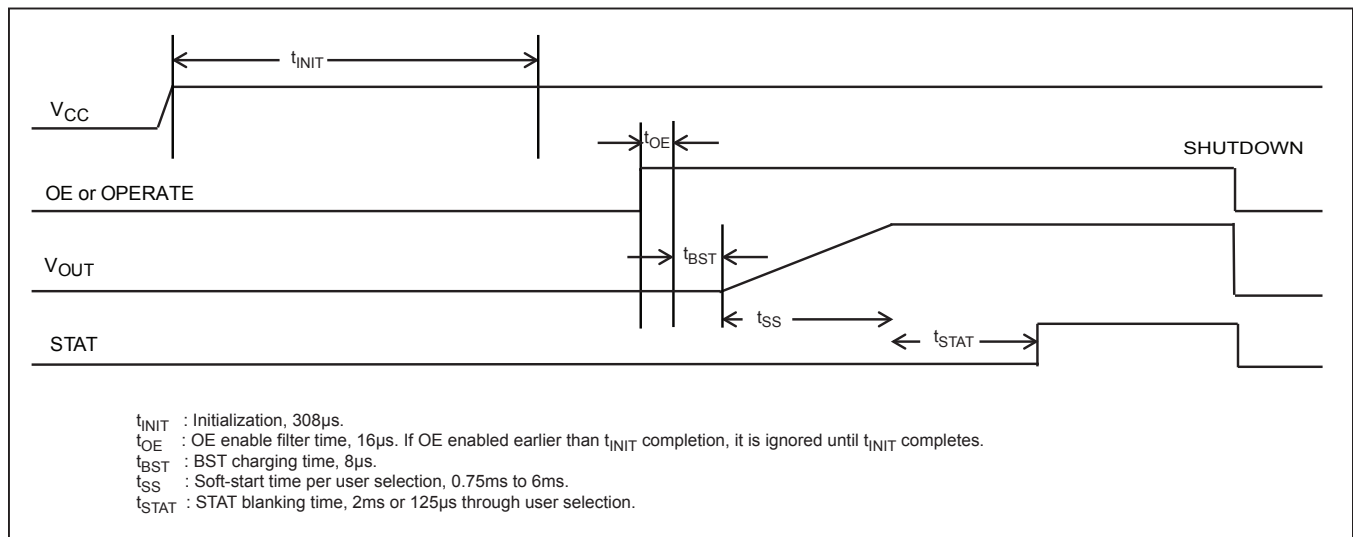 tINIT
VCC
tOE
SHUTDOWN
OE or OPERATE
tBST
VOUT
tSS
tSTAT
STAT
tINIT : Initialization, 308µs.
tOE : OE enable filter time, 16µs. If OE enabled earlier than tINIT completion, it is ignored until tINIT completes.
tBST : BST charging time, 8µs.
tSS : Soft-start time per user selection, 0.75ms to 6ms.
tSTAT : STAT blanking time, 2ms or 125µs through user selection.